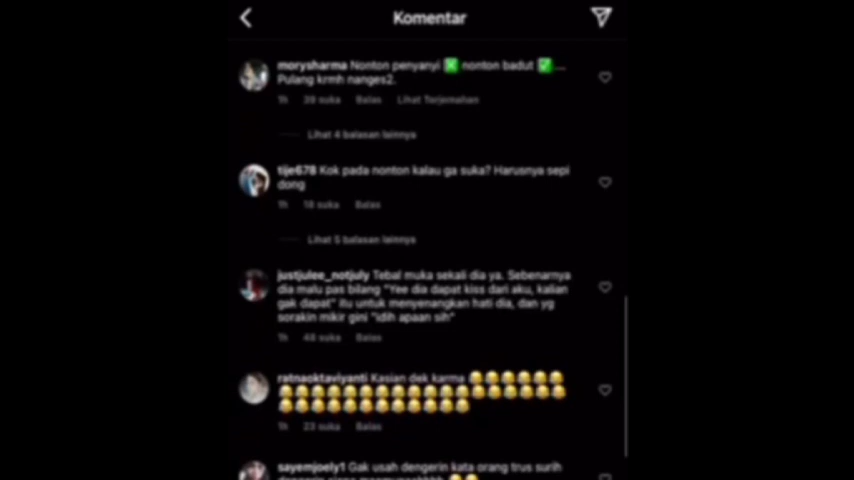 Komentar
morysharma Nonton penyanyi ❎ nonton badut ✅....
Pulang krmh nanges2.
1h 39 suka Balas Lihat Terjemahan
Lihat 4 balasan lainnya
tije678 Kok pada nonton kalau ga suka? Harusnya sepi
dong
1h 18 suka Balas
Lihat 5 balasan lainnya
justjulee_notjuly Tebal muka sekali dia ya. Sebenarnya
dia malu pas bilang "Yee dia dapat kiss dari aku, kalian
gak dapat" itu untuk menyenangkan hati dia, dan yg
sorakin mikir gini "idih apaan sih"
1h 48 suka Balas
ratnaoktaviyanti Kasian dek karma
1h 23 suka Balas
sayemjoely1 Gak usah dengerin kata orang trus surih